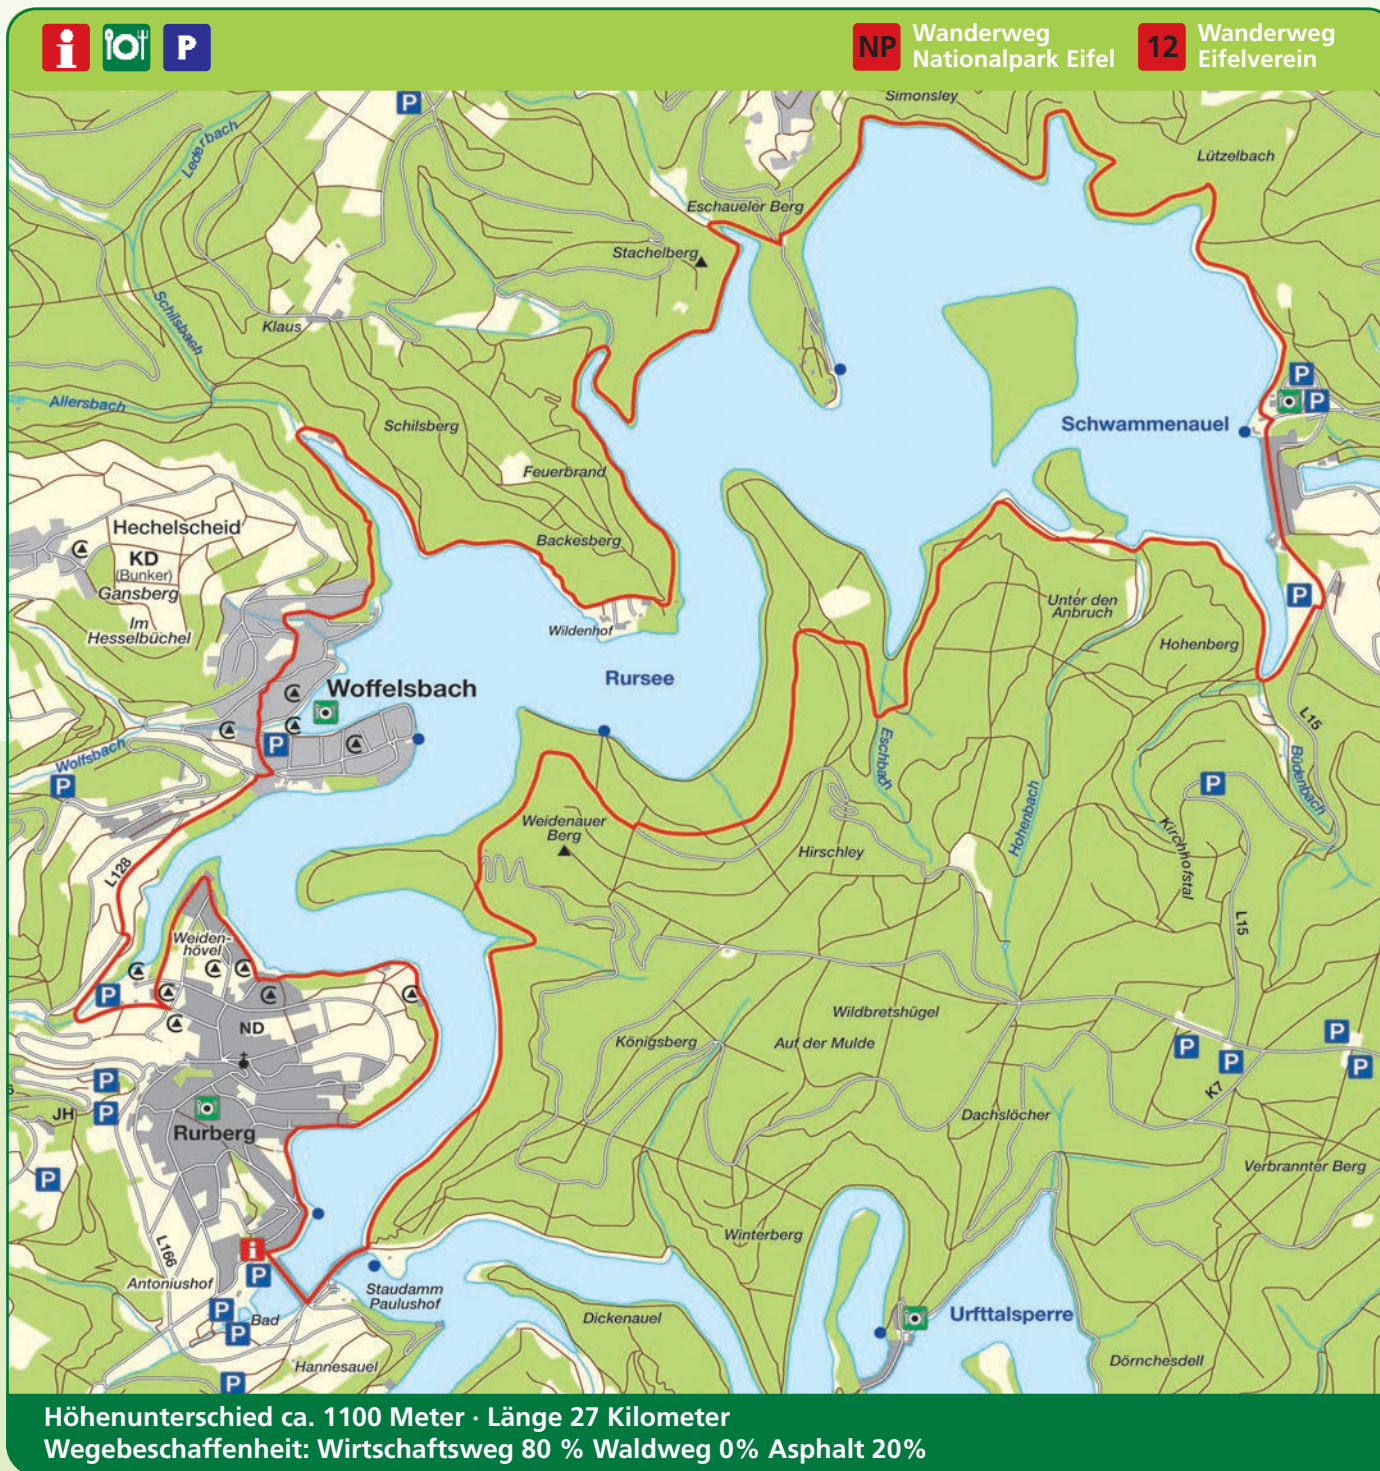 i
P
NP
Wanderweg
Nationalpark Eifel
12
Wanderweg
Eifelverein
P
Simonsley
Lederbach
Lützelbach
Eschaueler Berg
Stachelberg
Schilsbach
Klaus
P
P
Allersbach
Schilsberg
Schwammenauel
Feuerbrand
Hechelscheid
KD
(Bunker)
Gansberg
Backesberg
Im
Hesselbüchel
Wildenhof
Unter den
Anbruch
P
Hohenberg
Rursee
Woffelsbach
L15
P
Wolfsbach
P
Eschbach
Büdenbach
P
Weidenauer
Berg
Hohenbach
Kirchhofstal
Hirschley
L128
L15
Weiden-
hövel
P
ND
Wildbretshügel
Königsberg
Auf der Mulde
P
P
P
P
K7
6
P
JH
P
Dachslöcher
Rurberg
P
Verbrannter Berg
Winterberg
L166
i
P
Antoniushof
Staudamm
Paulushof
P
Bad
P
Dickenauel
Urfttalsperre
Hannesauel
Dörnchesdell
P
Höhenunterschied ca. 1100 Meter · Länge 27 Kilometer
Wegebeschaffenheit: Wirtschaftsweg 80 % Waldweg 0% Asphalt 20%